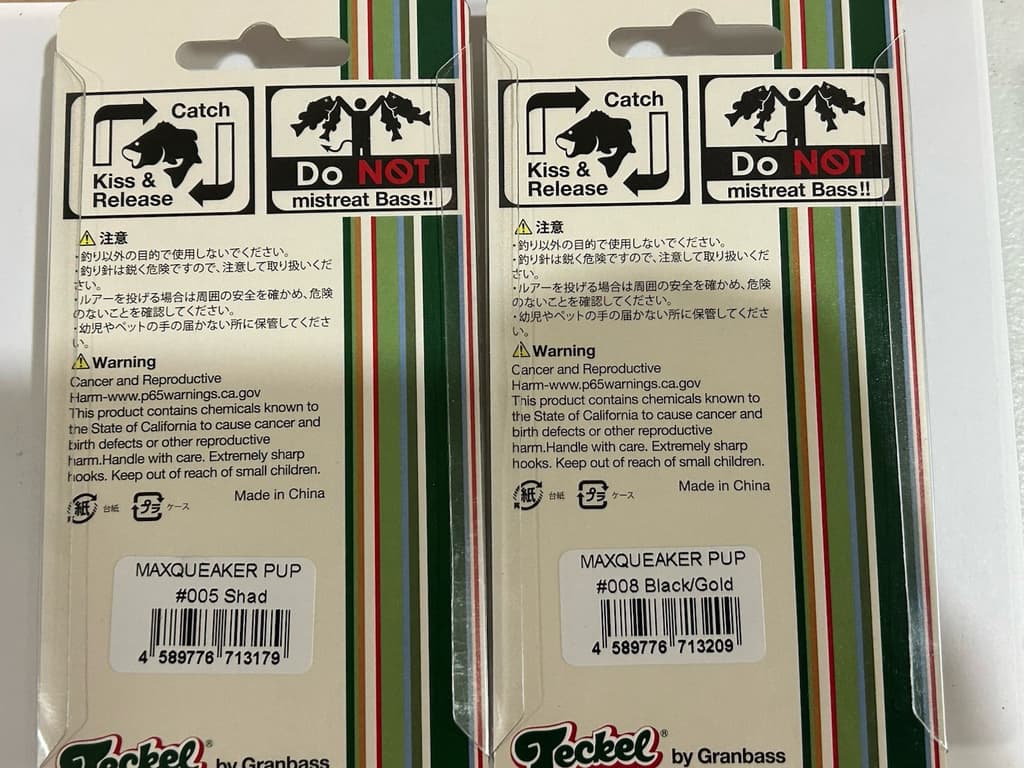 Catch
Kiss &
Release
Do NOT
mistreat Bass!!
注意
・釣り以外の目的で使用しないでください。
・釣り針は鋭く危険ですので、注意して取り扱いくだ
さい。
・ルアーを投げる場合は周囲の安全を確かめ、危険
のないことを確認してください。
・幼児やペットの手の届かない所に保管してくださ
い。
Warning
Cancer and Reproductive
Harm-www.p65warnings.ca.gov
This product contains chemicals known to
the State of California to cause cancer and
birth defects or other reproductive
harm.Handle with care. Extremely sharp
hooks. Keep out of reach of small children.
紙 台紙 プラ ケース
Made in China
MAXQUEAKER PUP
#005 Shad
4 589776 713179
Teckel® by Granbass
Catch
Kiss &
Release
Do NOT
mistreat Bass!!
注意
・釣り以外の目的で使用しないでください。
・釣り針は鋭く危険ですので、注意して取り扱いくだ
さい。
・ルアーを投げる場合は周囲の安全を確かめ、危険
のないことを確認してください。
・幼児やペットの手の届かない所に保管してくださ
い。
Warning
Cancer and Reproductive
Harm-www.p65warnings.ca.gov
This product contains chemicals known to
the State of California to cause cancer and
birth defects or other reproductive
harm.Handle with care. Extremely sharp
hooks. Keep out of reach of small children.
紙 台紙 プラ ケース
Made in China
MAXQUEAKER PUP
#008 Black/Gold
4 589776 713209
Teckel® by Granbass